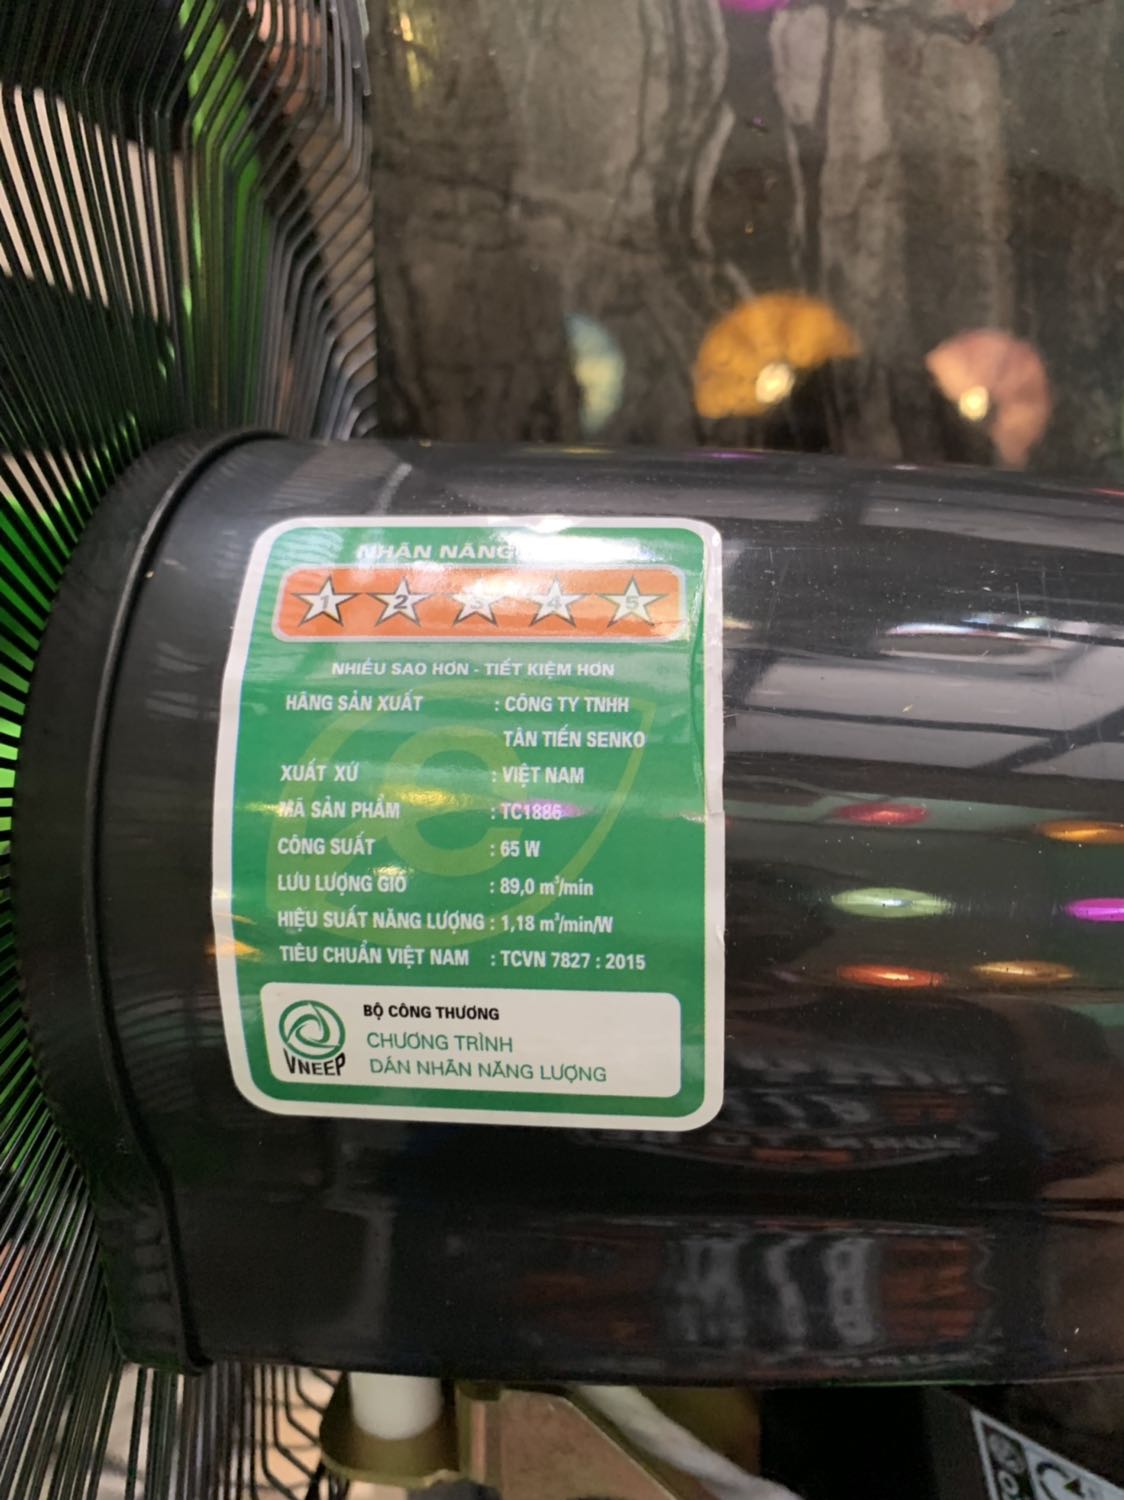 NHÃN NĂNG
1 2 3 4 5
NHIỀU SAO HƠN - TIẾT KIỆM HƠN
HÃNG SẢN XUẤT : CÔNG TY TNHH
TÂN TIẾN SENKO
XUẤT XỨ : VIỆT NAM
MÃ SẢN PHẨM : TC1886
CÔNG SUẤT : 65 W
LƯU LƯỢNG GIÓ : 89,0 m³/min
HIỆU SUẤT NĂNG LƯỢNG : 1,18 m³/min/W
TIÊU CHUẨN VIỆT NAM : TCVN 7827 : 2015
BỘ CÔNG THƯƠNG
CHƯƠNG TRÌNH
DÁN NHÃN NĂNG LƯỢNG
VNEEP